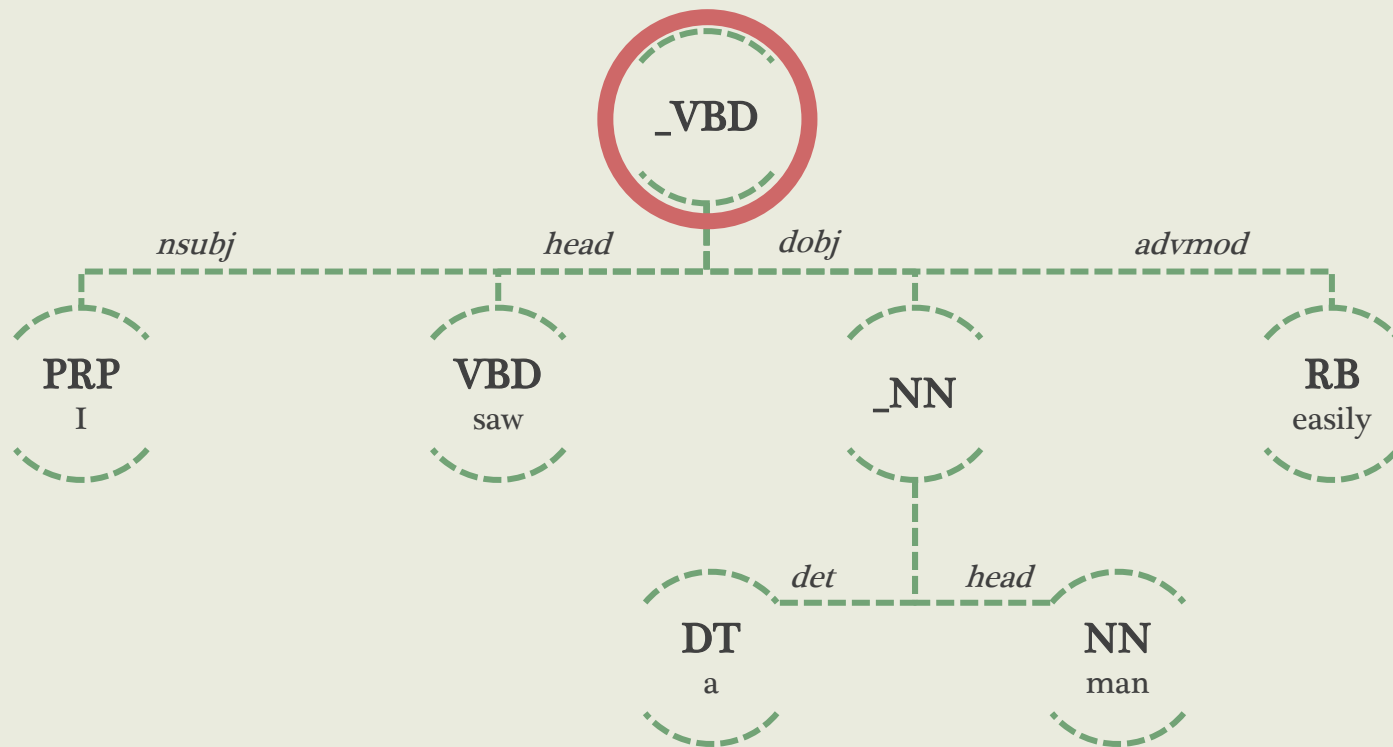 _VBD
nsubj head dobj advmod
PRP VBD _NN RB
I saw easily
det head
DT NN
a man